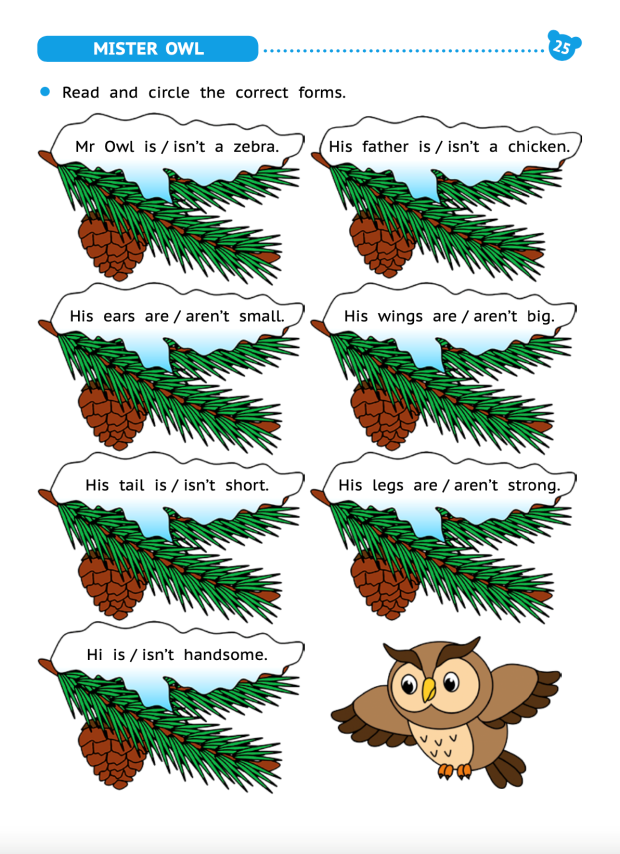 MISTER OWL
25
Read and circle the correct forms.
Mr Owl is / isn't a zebra.
His father is / isn't a chicken.
His ears are / aren't small.
His wings are / aren't big.
His tail is / isn't short.
His legs are / aren't strong.
Hi is / isn't handsome.